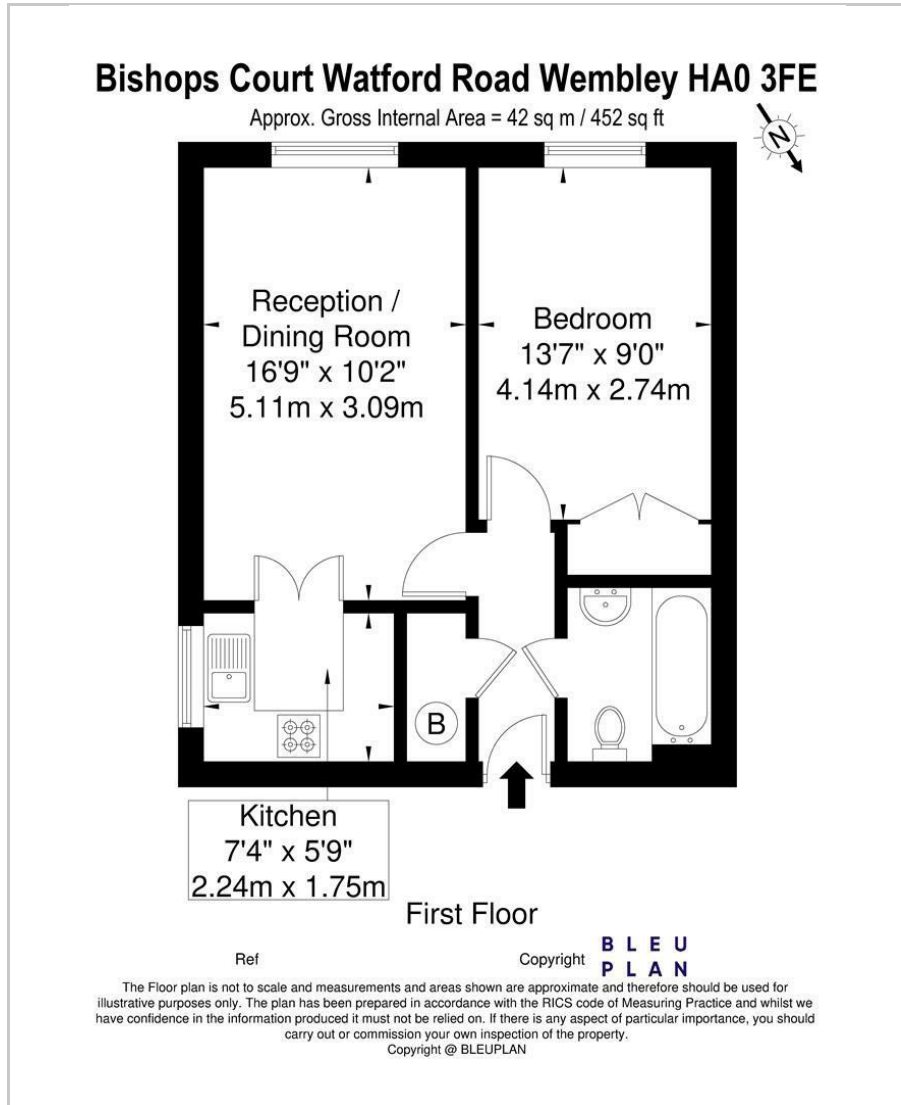 Bishops Court Watford Road Wembley HA0 3FE
Approx. Gross Internal Area = 42 sq m / 452 sq ft
N
Reception /
Dining Room
16'9" x 10'2"
5.11m x 3.09m
Bedroom
13'7" x 9'0"
4.14m x 2.74m
B
Kitchen
7'4" x 5'9"
2.24m x 1.75m
First Floor
Ref
Copyright
BLEU
PLAN
The Floor plan is not to scale and measurements and areas shown are approximate and therefore should be used for
illustrative purposes only. The plan has been prepared in accordance with the RICS code of Measuring Practice and whilst we
have confidence in the information produced it must not be relied on. If there is any aspect of particular importance, you should
carry out or commission your own inspection of the property.
Copyright @ BLEUPLAN